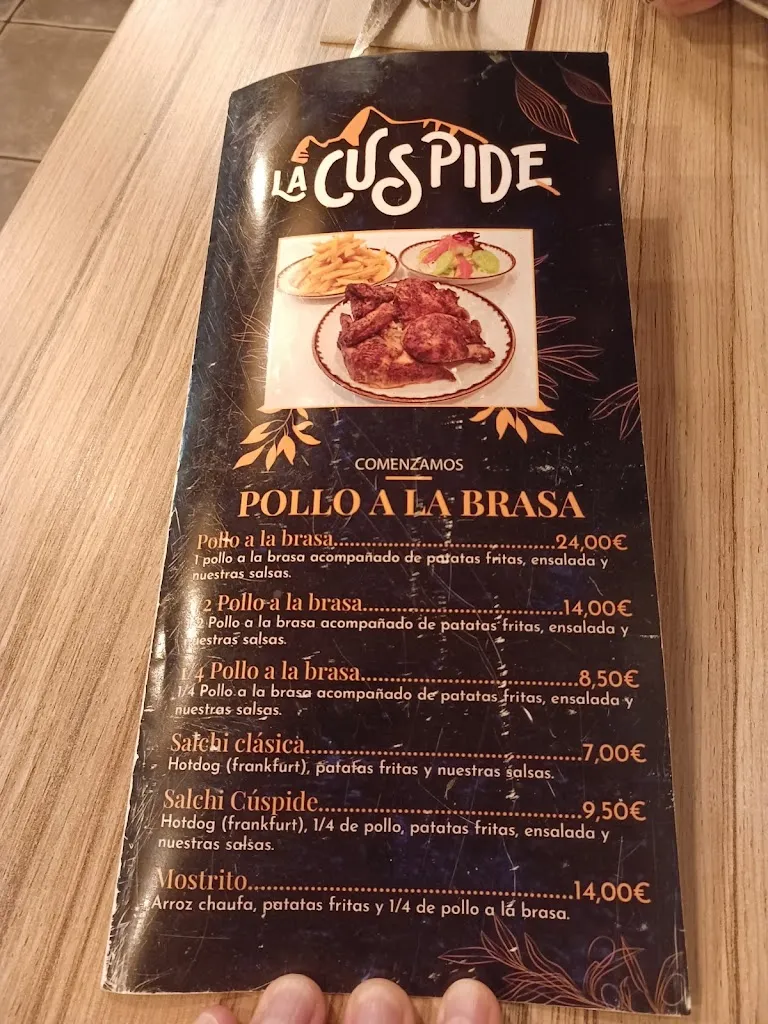 LA CUSPIDE
COMENZAMOS
POLLO A LA BRASA
Pollo a la brasa......24,00€
1 pollo a la brasa acompañado de patatas fritas, ensalada y
nuestras salsas.
2 Pollo a la brasa......14,00€
2 Pollo a la brasa acompañado de patatas fritas, ensalada y
nuestras salsas.
1/4 Pollo a la brasa......8,50€
1/4 Pollo a la brasa acompañado de patatas fritas, ensalada y
nuestras salsas.
Salchi clásica......7,00€
Hotdog (frankfurt), patatas fritas y nuestras salsas.
Salchi Cúspide......9,50€
Hotdog (frankfurt), 1/4 de pollo, patatas fritas, ensalada y
nuestras salsas.
Mostrito......14,00€
Arroz chaufa, patatas fritas y 1/4 de pollo a la brasa.